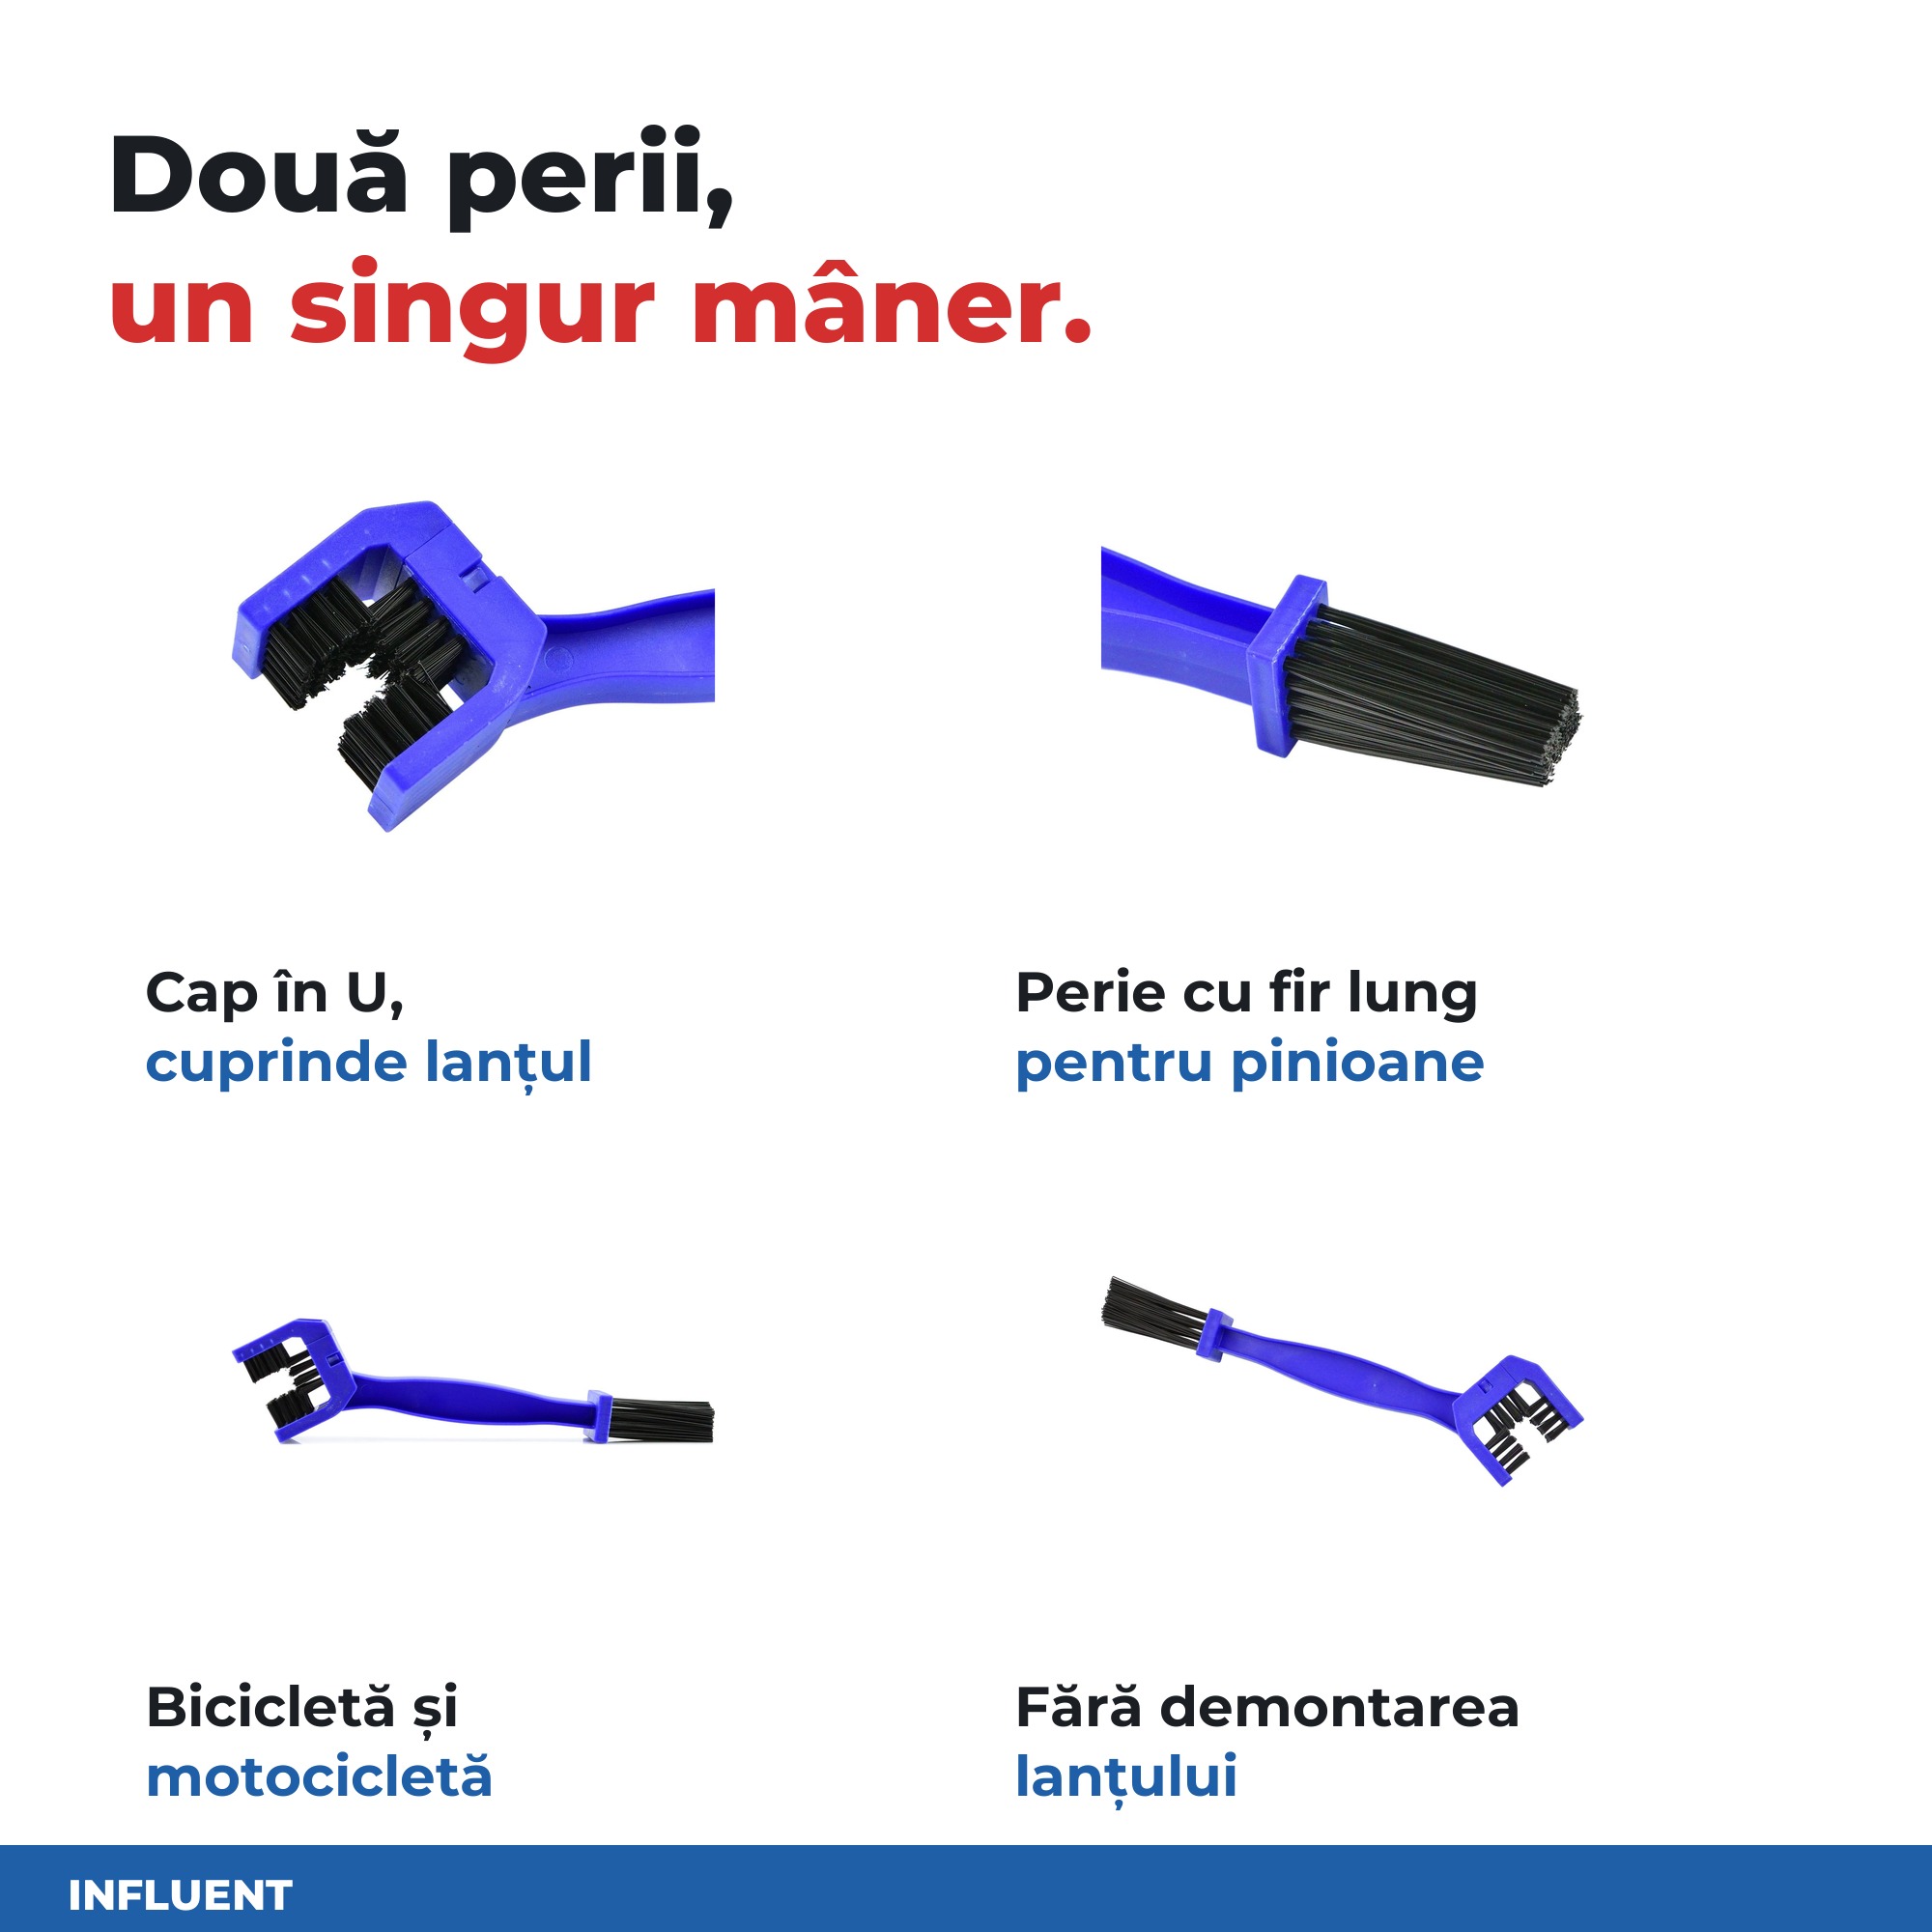 Două perii,
un singur mâner.
Cap în U,
cuprinde lanțul
Perie cu fir lung
pentru pinioane
Bicicletă și
motocicletă
Fără demontarea
lanțului
INFLUENT